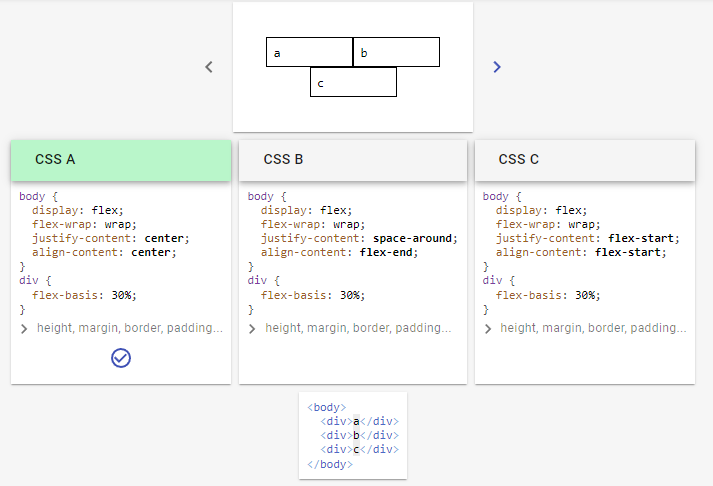 a b
c
CSS A
body {
  display: flex;
  flex-wrap: wrap;
  justify-content: center;
  align-content: center;
}
div {
  flex-basis: 30%;
}
height, margin, border, padding...
CSS B
body {
  display: flex;
  flex-wrap: wrap;
  justify-content: space-around;
  align-content: flex-end;
}
div {
  flex-basis: 30%;
}
height, margin, border, padding...
CSS C
body {
  display: flex;
  flex-wrap: wrap;
  justify-content: flex-start;
  align-content: flex-start;
}
div {
  flex-basis: 30%;
}
height, margin, border, padding...
<body>
  <div>a</div>
  <div>b</div>
  <div>c</div>
</body>